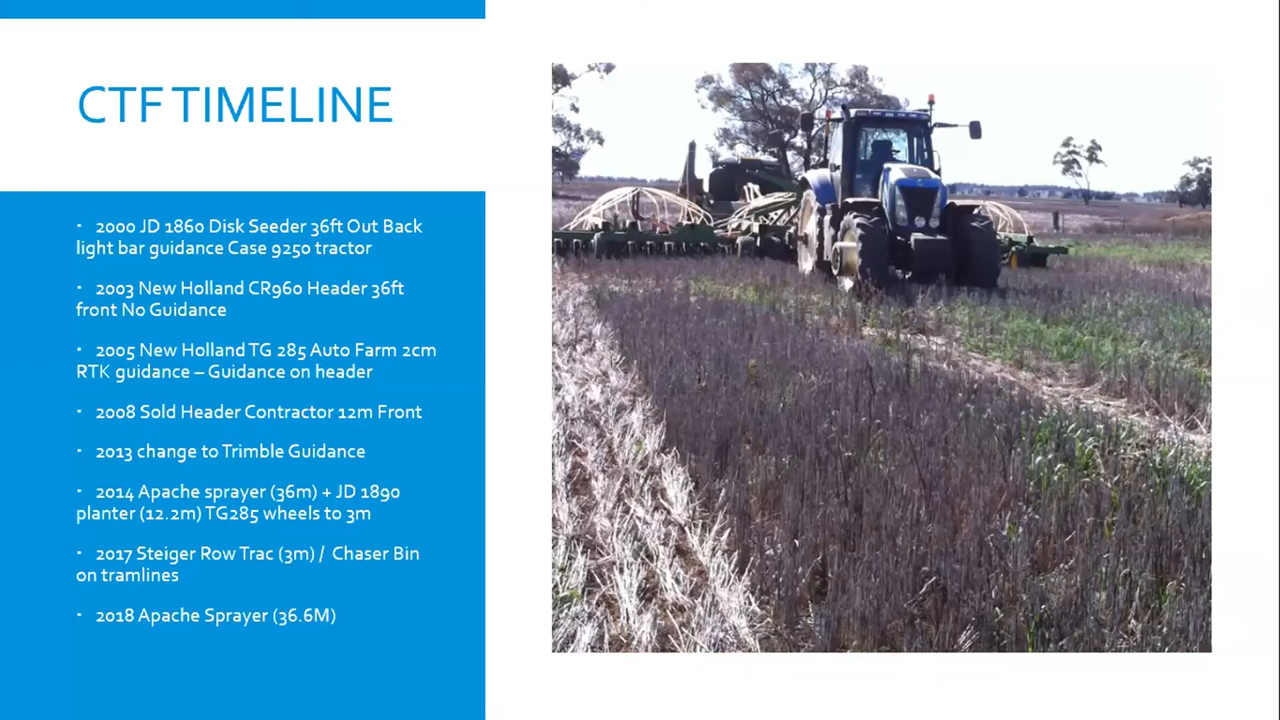 CTF TIMELINE
· 2000 JD 1860 Disk Seeder 36ft Out Back
light bar guidance Case 9250 tractor
· 2003 New Holland CR960 Header 36ft
front No Guidance
· 2005 New Holland TG 285 Auto Farm 2cm
RTK guidance – Guidance on header
· 2008 Sold Header Contractor 12m Front
· 2013 change to Trimble Guidance
· 2014 Apache sprayer (36m) + JD 1890
planter (12.2m) TG285 wheels to 3m
· 2017 Steiger Row Trac (3m) / Chaser Bin
on tramlines
· 2018 Apache Sprayer (36.6M)